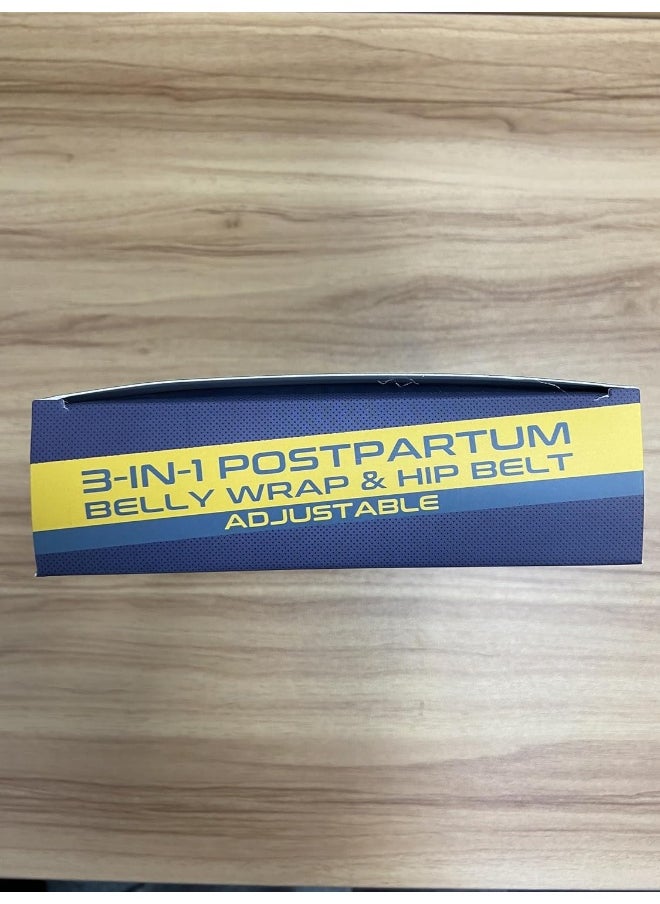 3-IN-1 POSTPARTUM
BELLY WRAP & HIP BELT
ADJUSTABLE